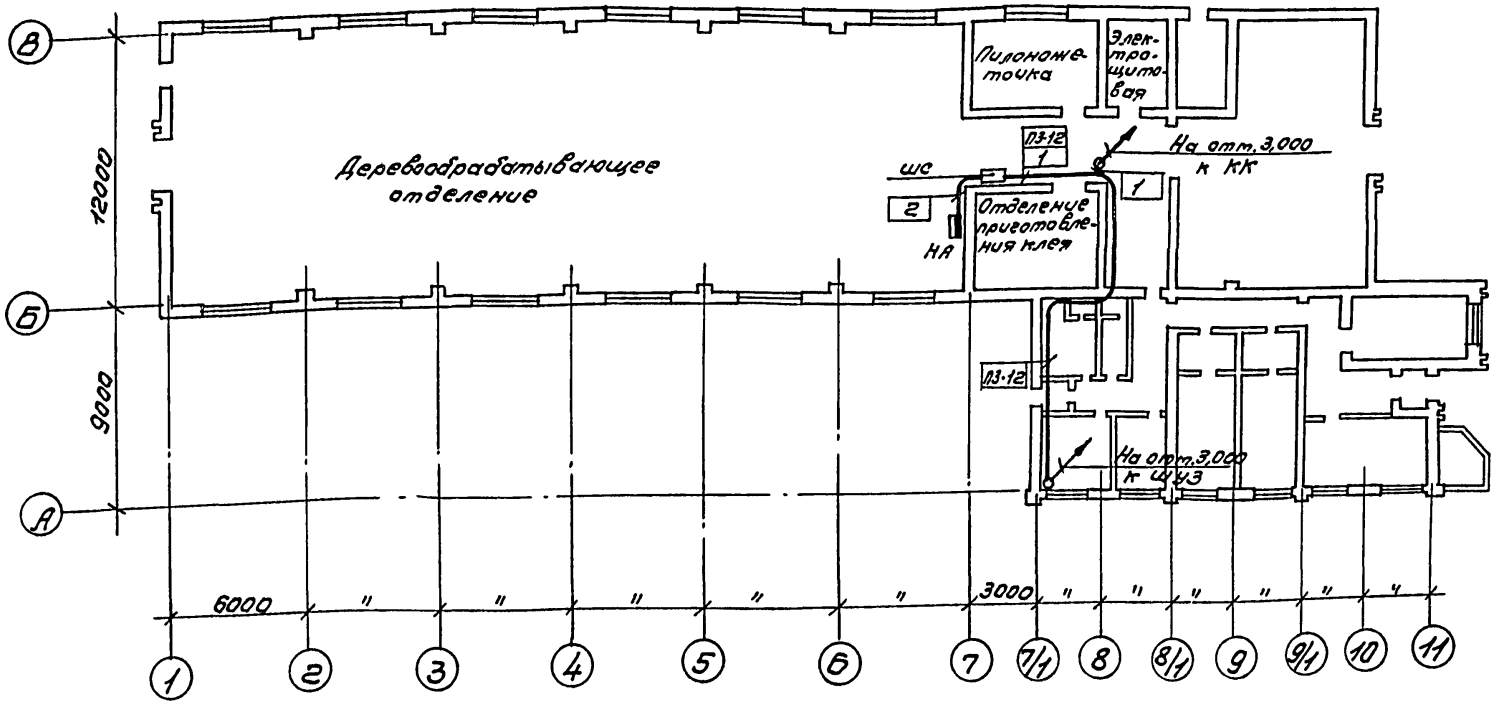 В
Пилоноже-
точка
Элек-
тро-
щито-
вая
12000
Деревообрабатывающее
отделение
ШС
ПЗ-12
1
На отм. 3,000
к КК
1
2
НА
Отделение
приготовле-
ния клея
Б
9000
ПЗ-12
На отм. 3,000
к ШУЗ
А
6000 " " " " " 3000 " " " " " "
1 2 3 4 5 6 7 7/1 8 8/1 9 9/1 10 11